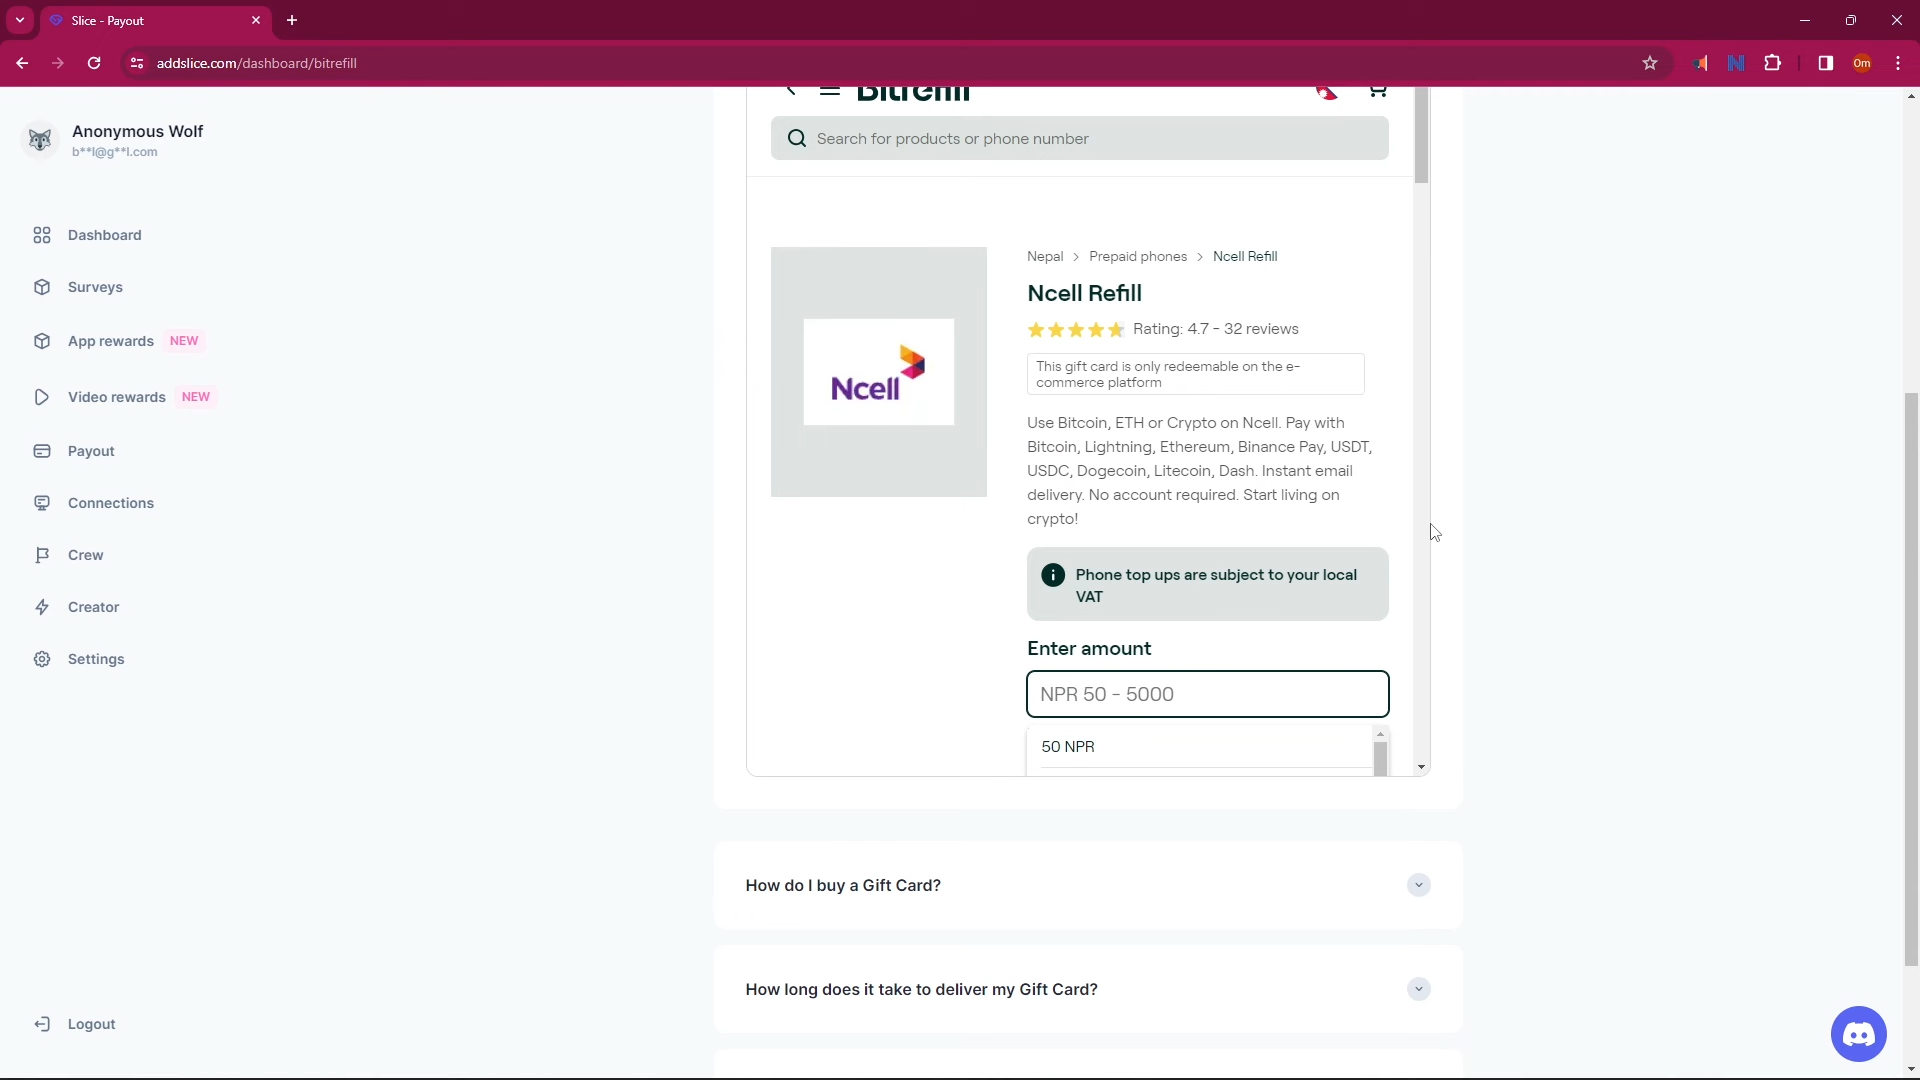 Slice - Payout
addslice.com/dashboard/bitrefill
Om
Anonymous Wolf
b**l@g**l.com
Dashboard
Surveys
App rewards NEW
Video rewards NEW
Payout
Connections
Crew
Creator
Settings
Logout
Bitrefill
Search for products or phone number
Ncell
Nepal > Prepaid phones > Ncell Refill
Ncell Refill
Rating: 4.7 - 32 reviews
This gift card is only redeemable on the e-
commerce platform
Use Bitcoin, ETH or Crypto on Ncell. Pay with
Bitcoin, Lightning, Ethereum, Binance Pay, USDT,
USDC, Dogecoin, Litecoin, Dash. Instant email
delivery. No account required. Start living on
crypto!
Phone top ups are subject to your local
VAT
Enter amount
NPR 50 - 5000
50 NPR
How do I buy a Gift Card?
How long does it take to deliver my Gift Card?